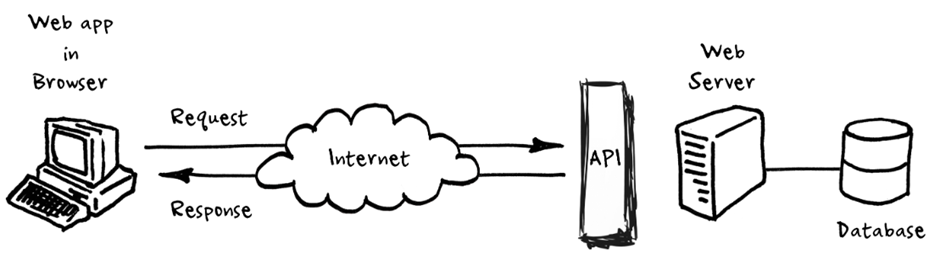 Web app
in
Browser
Request
Response
Internet
API
Web
Server
Database